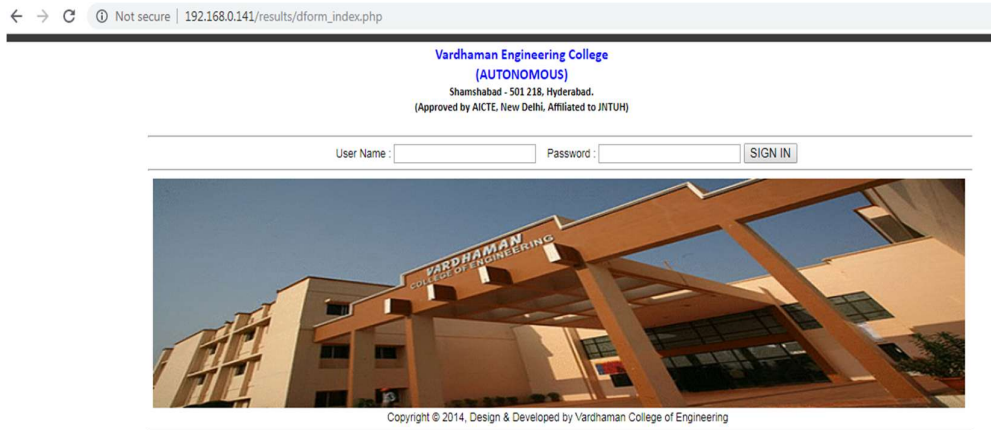 Not secure | 192.168.0.141/results/dform_index.php
Vardhaman Engineering College
(AUTONOMOUS)
Shamshabad - 501 218, Hyderabad.
(Approved by AICTE, New Delhi, Affiliated to JNTUH)
User Name : Password : SIGN IN
VARDHAMAN
COLLEGE OF ENGINEERING
Copyright © 2014, Design & Developed by Vardhaman College of Engineering